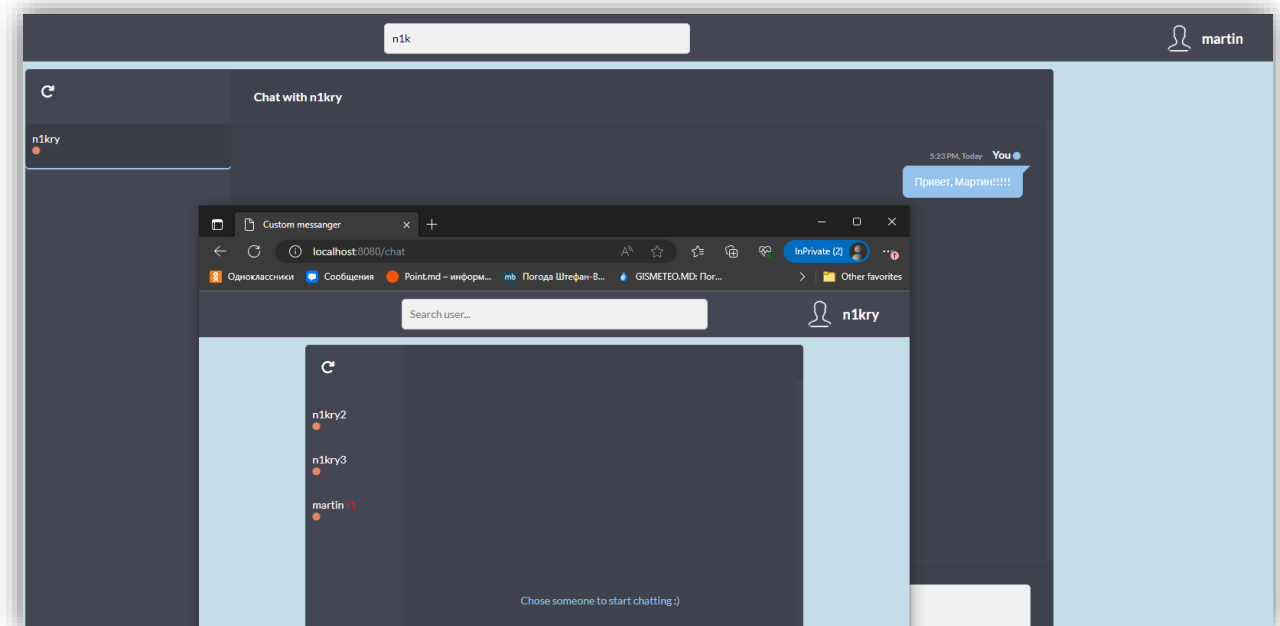 n1k
martin
Chat with n1kry
n1kry
5:23 PM, Today You
Привет, Мартин!!!!!
Custom messanger
localhost:8080/chat
InPrivate (2)
Одноклассники Сообщения Point.md – информ... mb Погода Штефан-В... GISMETEO.MD: Пог... Other favorites
Search user...
n1kry
n1kry2
n1kry3
martin +1
Chose someone to start chatting :)